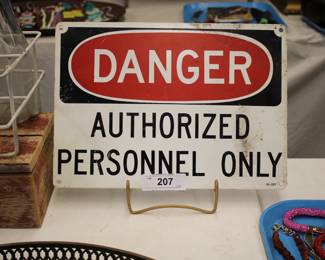 DANGER
AUTHORIZED
PERSONNEL ONLY
207